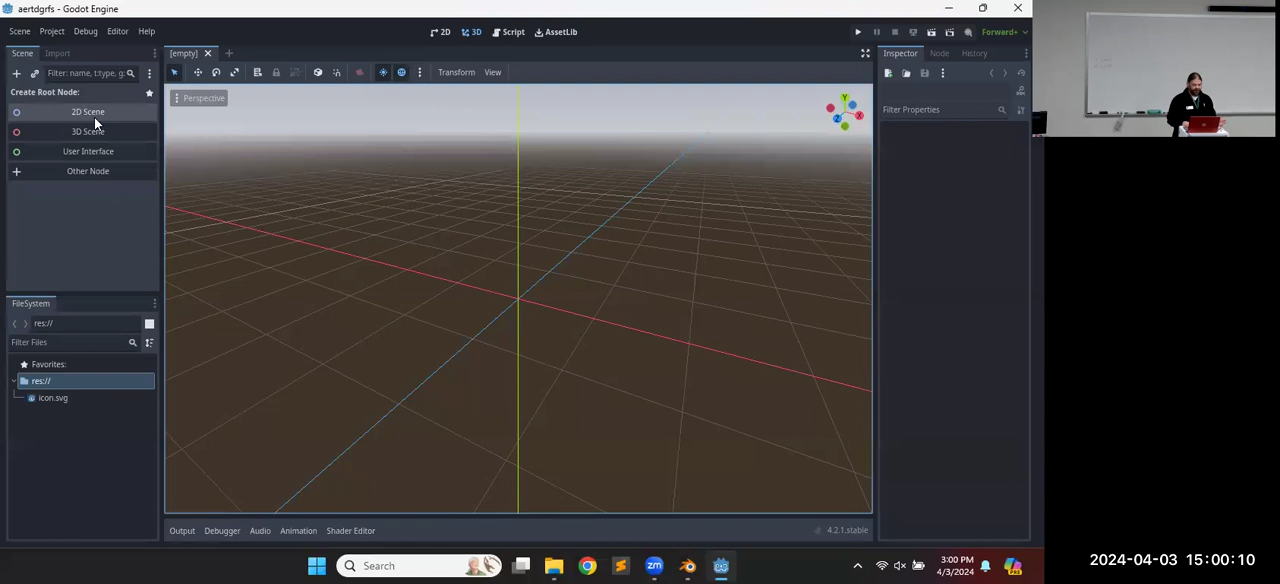 aertdgrfs - Godot Engine
Scene Project Debug Editor Help
2D 3D Script AssetLib
Forward+
Scene Import
[empty]
Inspector Node History
Filter: name, t:type, g:
Transform View
Create Root Node:
Perspective
Y
X
Z
Filter Properties
2D Scene
3D Scene
User Interface
Other Node
FileSystem
res://
Filter Files
Favorites:
res://
icon.svg
Output Debugger Audio Animation Shader Editor
4.2.1.stable
Search
zm
3:00 PM
4/3/2024
PRE
2024-04-03 15:00:10